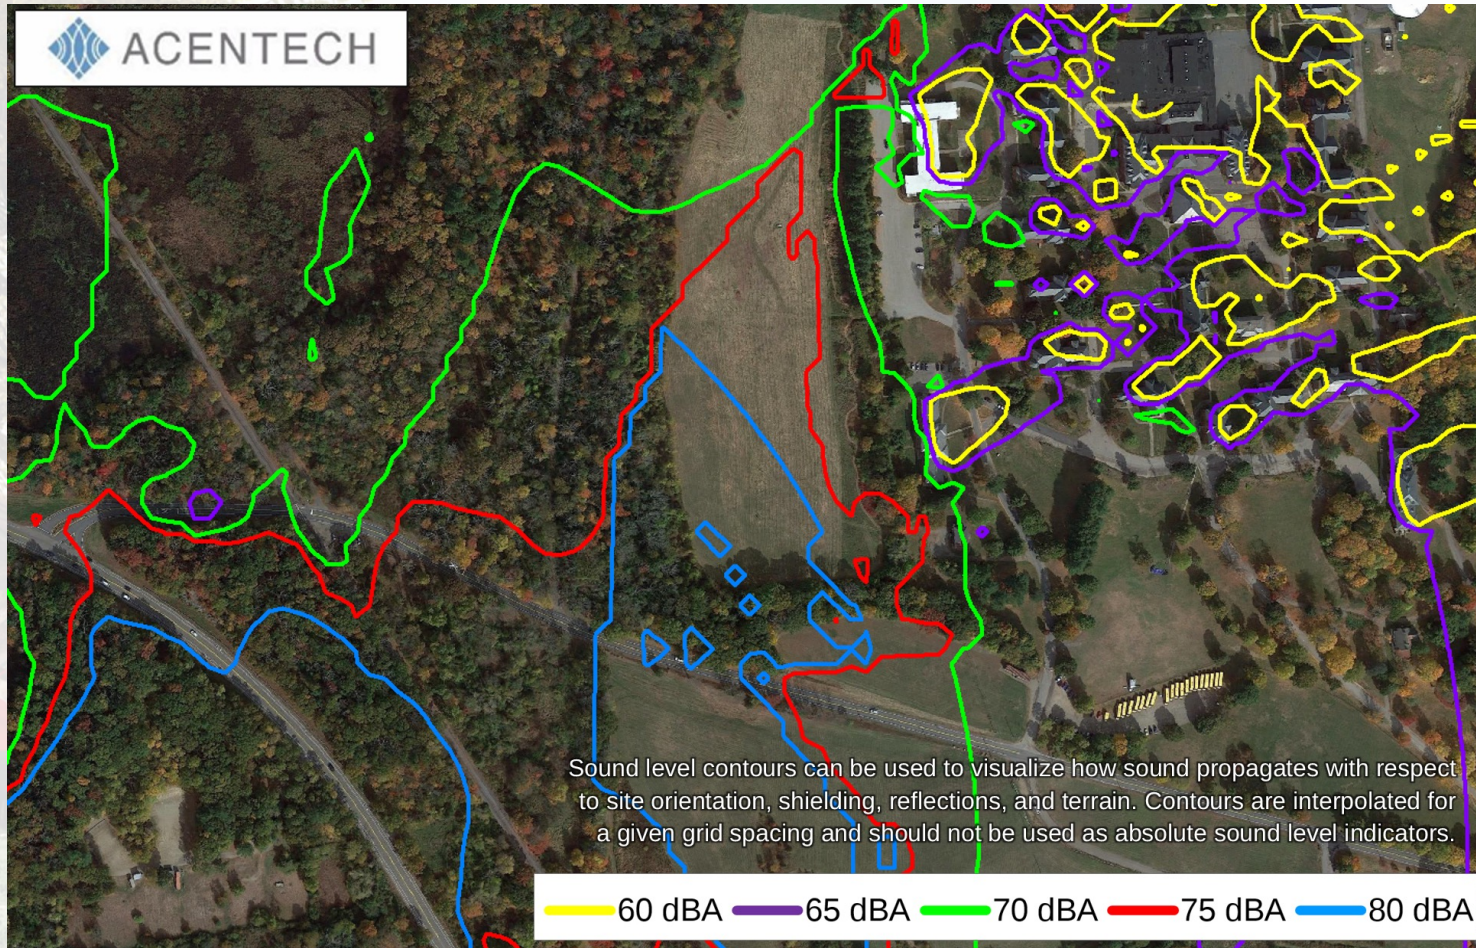 ACENTECH
Sound level contours can be used to visualize how sound propagates with respect
to site orientation, shielding, reflections, and terrain. Contours are interpolated for
a given grid spacing and should not be used as absolute sound level indicators.
60 dBA 65 dBA 70 dBA 75 dBA 80 dBA